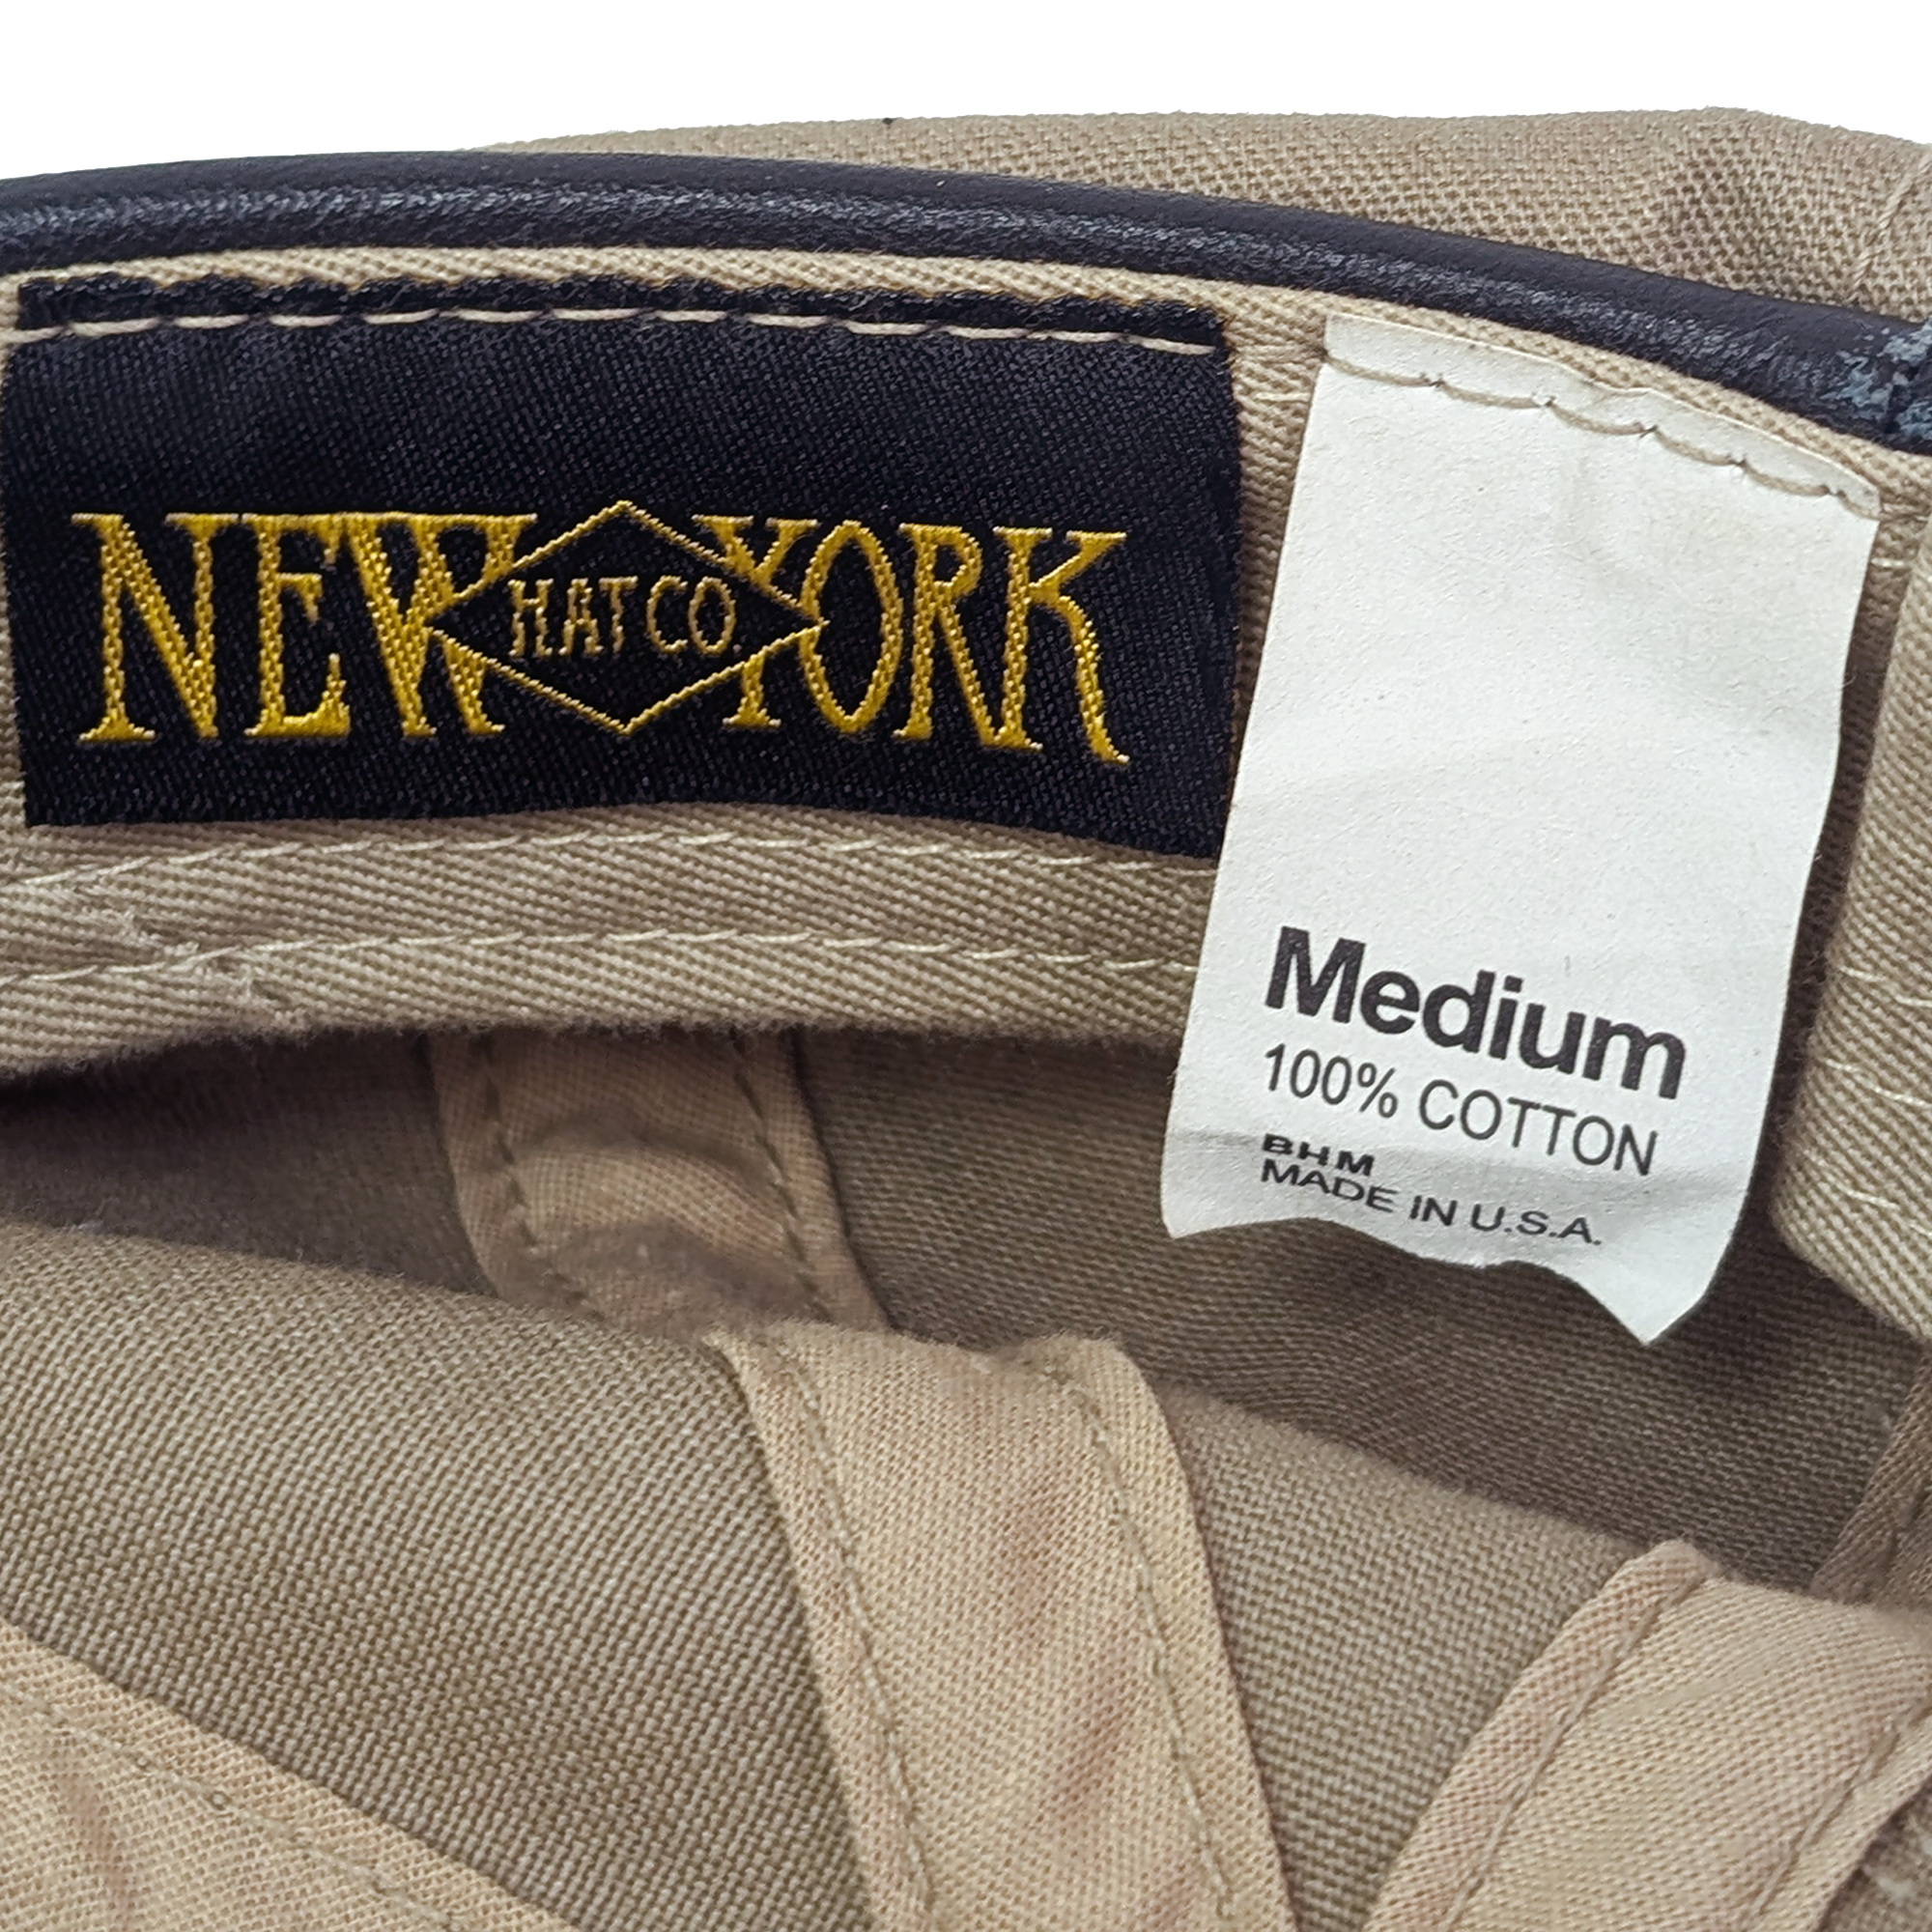 NEW YORK
HAT CO.
Medium
100% COTTON
BHM
MADE IN U.S.A.